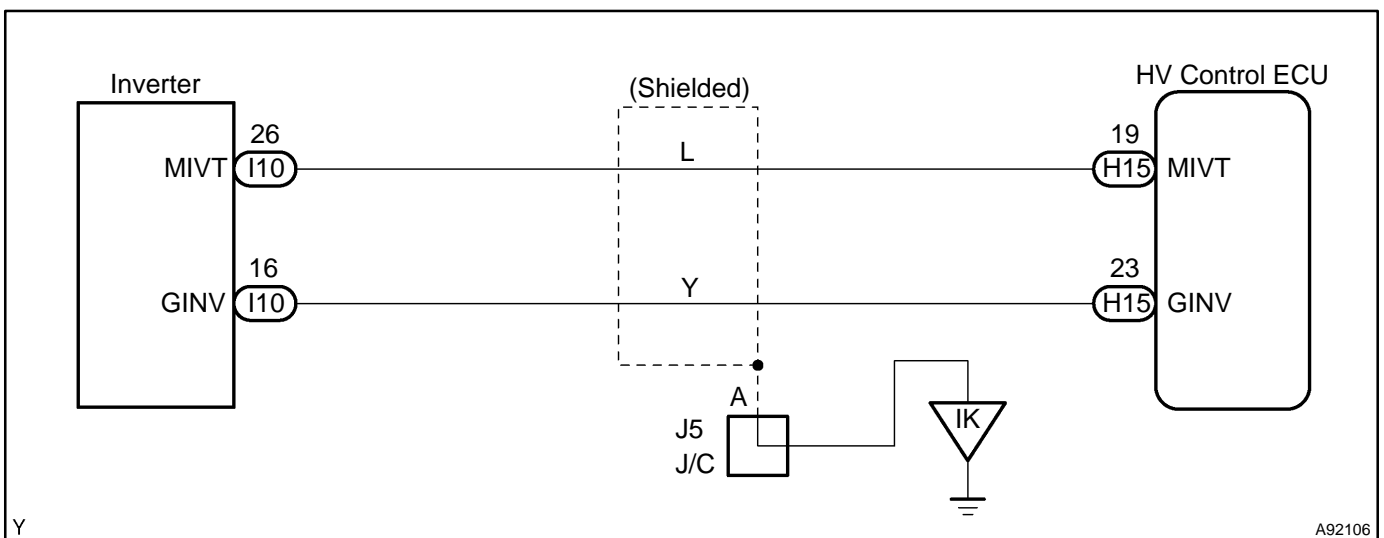 Inverter
(Shielded)
HV Control ECU
26
L
19
MIVT
I10
H15
MIVT
16
Y
23
GINV
I10
H15
GINV
A
J5
J/C
IK
Y
A92106